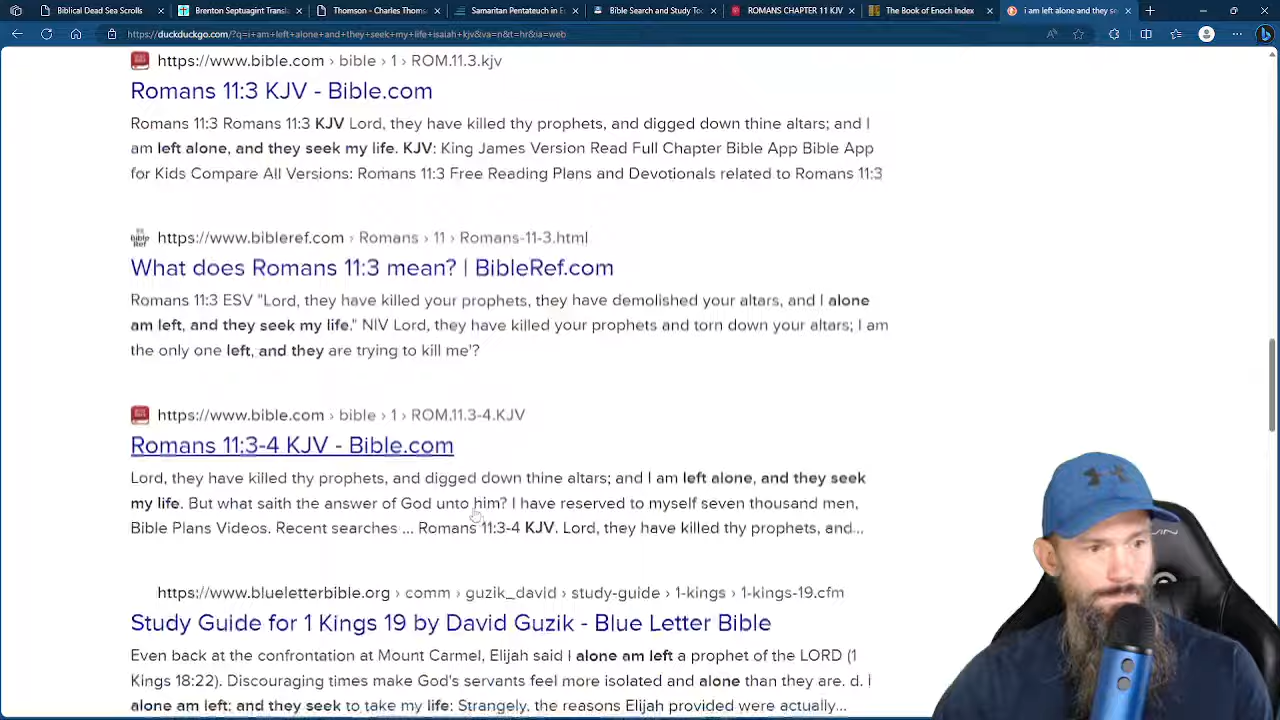 Biblical Dead Sea Scrolls
Brenton Septuagint Transla
Thomson - Charles Thoms
Samaritan Pentateuch in E
Bible Search and Study Too
ROMANS CHAPTER 11 KJV
The Book of Enoch Index
i am left alone and they se
https://duckduckgo.com/?q=i+am+left+alone+and+they+seek+my+life+isaiah+kjv&va=n&t=hr&ia=web
https://www.bible.com › bible › 1 › ROM.11.3.kjv
Romans 11:3 KJV - Bible.com
Romans 11:3 Romans 11:3 KJV Lord, they have killed thy prophets, and digged down thine altars; and I
am left alone, and they seek my life. KJV: King James Version Read Full Chapter Bible App Bible App
for Kids Compare All Versions: Romans 11:3 Free Reading Plans and Devotionals related to Romans 11:3
Bible
Ref
https://www.bibleref.com › Romans › 11 › Romans-11-3.html
What does Romans 11:3 mean? | BibleRef.com
Romans 11:3 ESV "Lord, they have killed your prophets, they have demolished your altars, and I alone
am left, and they seek my life." NIV Lord, they have killed your prophets and torn down your altars; I am
the only one left, and they are trying to kill me'?
https://www.bible.com › bible › 1 › ROM.11.3-4.KJV
Romans 11:3-4 KJV - Bible.com
Lord, they have killed thy prophets, and digged down thine altars; and I am left alone, and they seek
my life. But what saith the answer of God unto him? I have reserved to myself seven thousand men,
Bible Plans Videos. Recent searches ... Romans 11:3-4 KJV. Lord, they have killed thy prophets, and...
https://www.blueletterbible.org › comm › guzik_david › study-guide › 1-kings › 1-kings-19.cfm
Study Guide for 1 Kings 19 by David Guzik - Blue Letter Bible
Even back at the confrontation at Mount Carmel, Elijah said I alone am left a prophet of the LORD (1
Kings 18:22). Discouraging times make God's servants feel more isolated and alone than they are. d. I
alone am left; and they seek to take my life: Strangely, the reasons Elijah provided were actually...